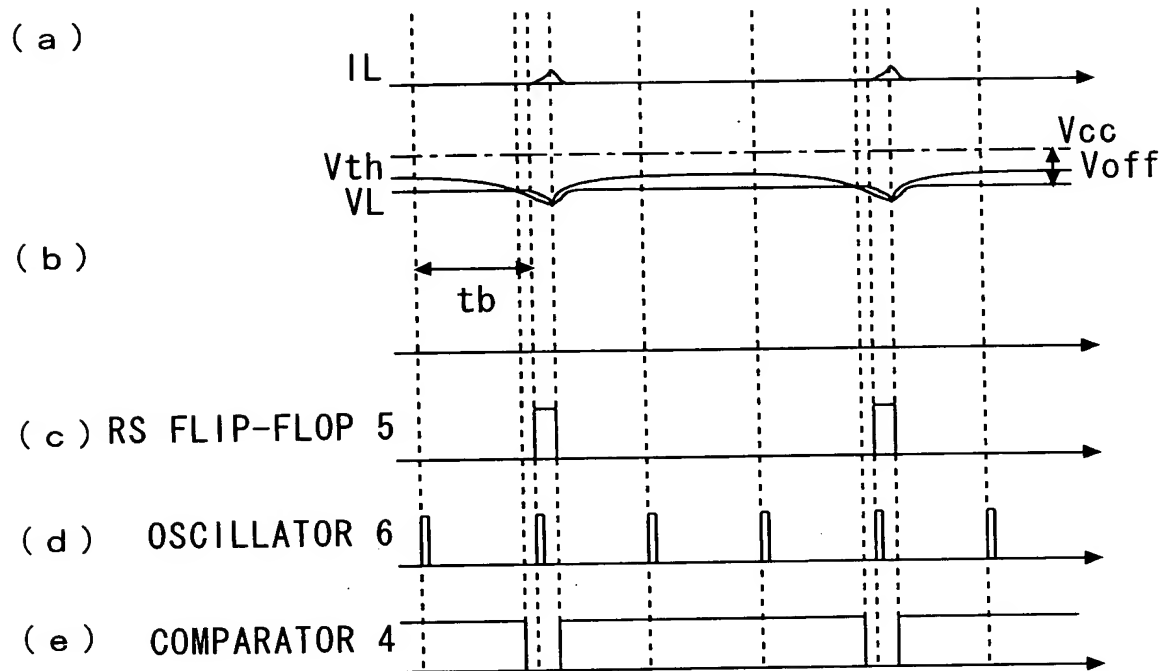 ( a )
IL
Vcc
Vth
Voff
VL
( b )
tb
( c ) RS FLIP-FLOP 5
( d ) OSCILLATOR 6
( e ) COMPARATOR 4